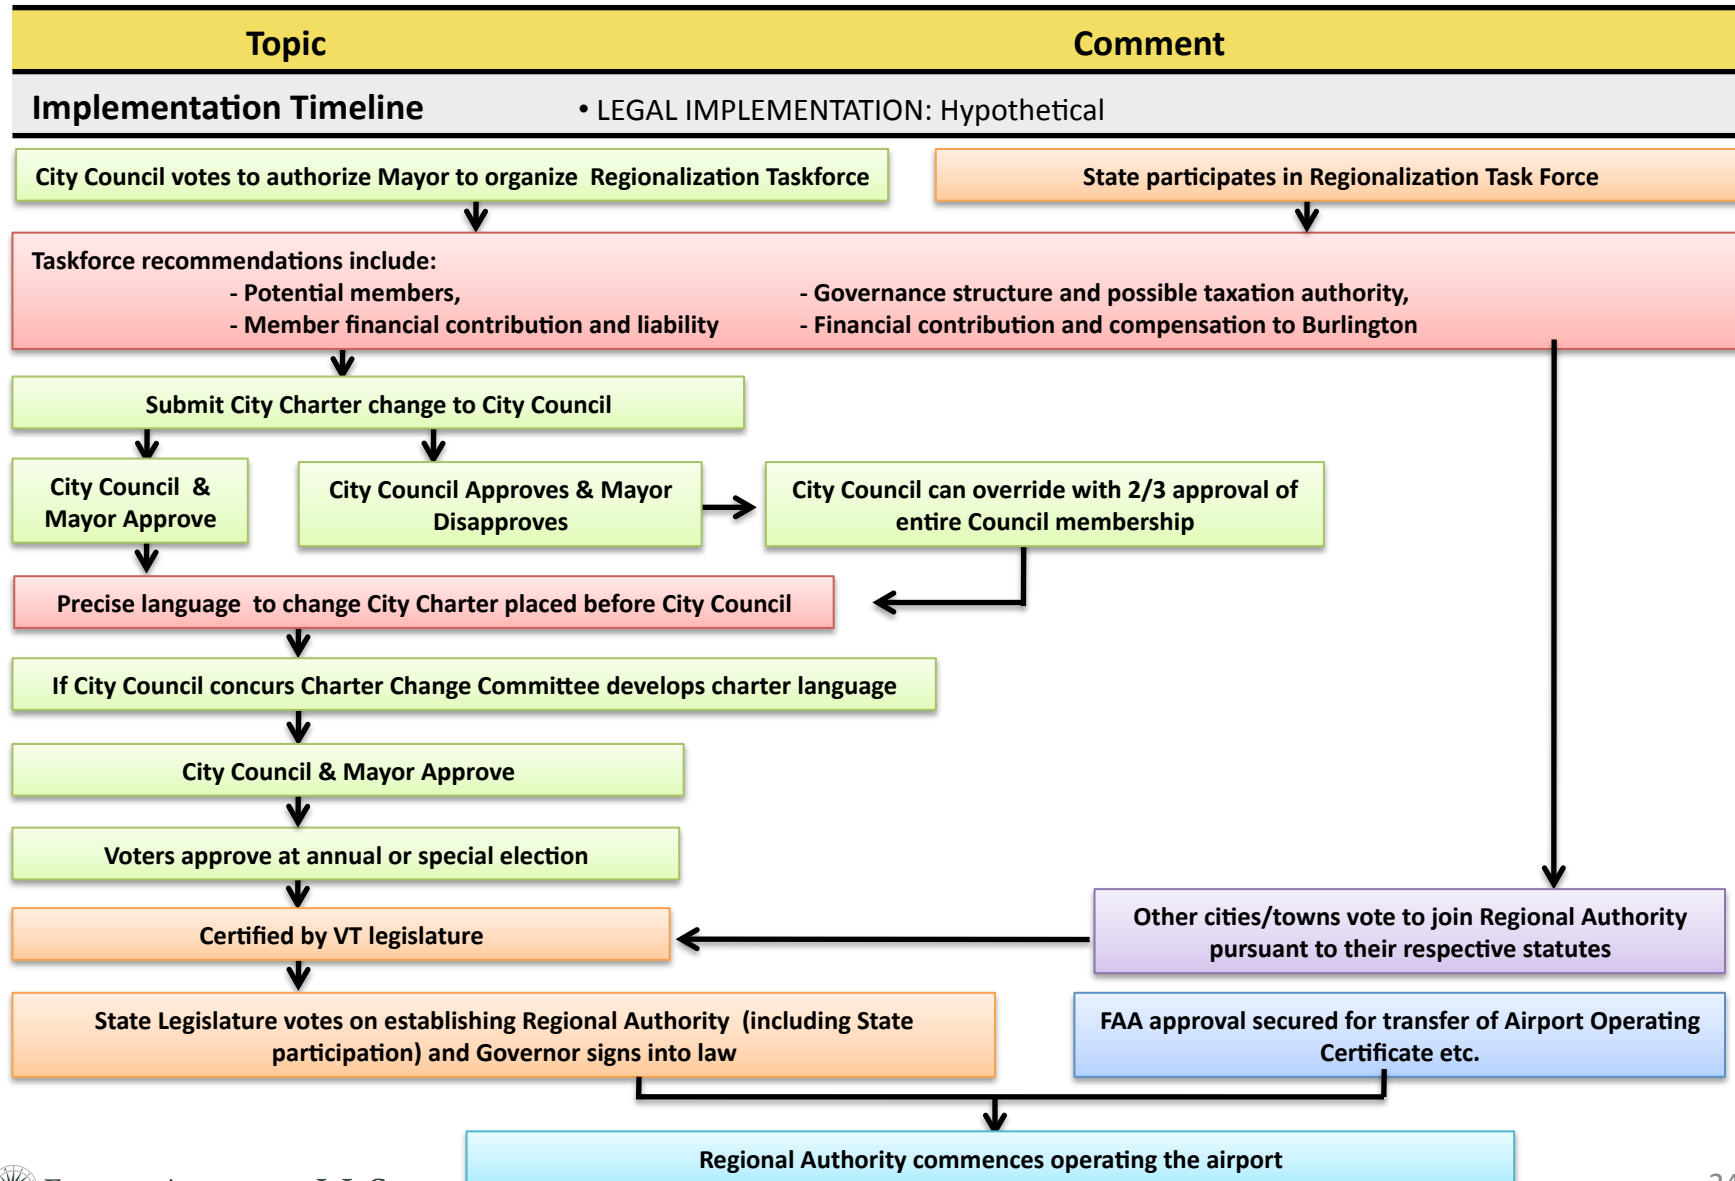 Topic
Comment
Implementation Timeline
• LEGAL IMPLEMENTATION: Hypothetical
City Council votes to authorize Mayor to organize Regionalization Taskforce
State participates in Regionalization Task Force
Taskforce recommendations include:
- Potential members,
- Member financial contribution and liability
- Governance structure and possible taxation authority,
- Financial contribution and compensation to Burlington
Submit City Charter change to City Council
City Council &
Mayor Approve
City Council Approves & Mayor
Disapproves
City Council can override with 2/3 approval of
entire Council membership
Precise language to change City Charter placed before City Council
If City Council concurs Charter Change Committee develops charter language
City Council & Mayor Approve
Voters approve at annual or special election
Certified by VT legislature
Other cities/towns vote to join Regional Authority
pursuant to their respective statutes
State Legislature votes on establishing Regional Authority (including State
participation) and Governor signs into law
FAA approval secured for transfer of Airport Operating
Certificate etc.
Regional Authority commences operating the airport